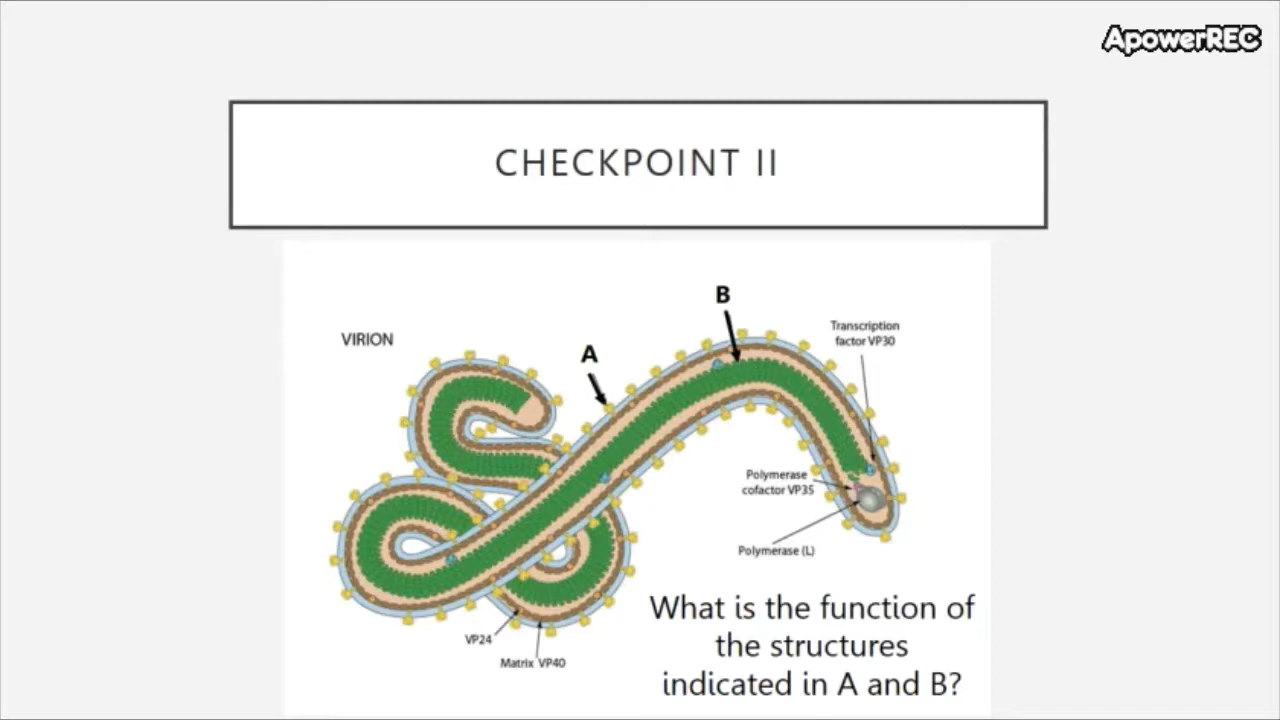 ApowerREC
CHECKPOINT II
B
Transcription
factor VP30
VIRION
A
Polymerase
cofactor VP35
Polymerase (L)
What is the function of
the structures
indicated in A and B?
VP24
Matrix VP40